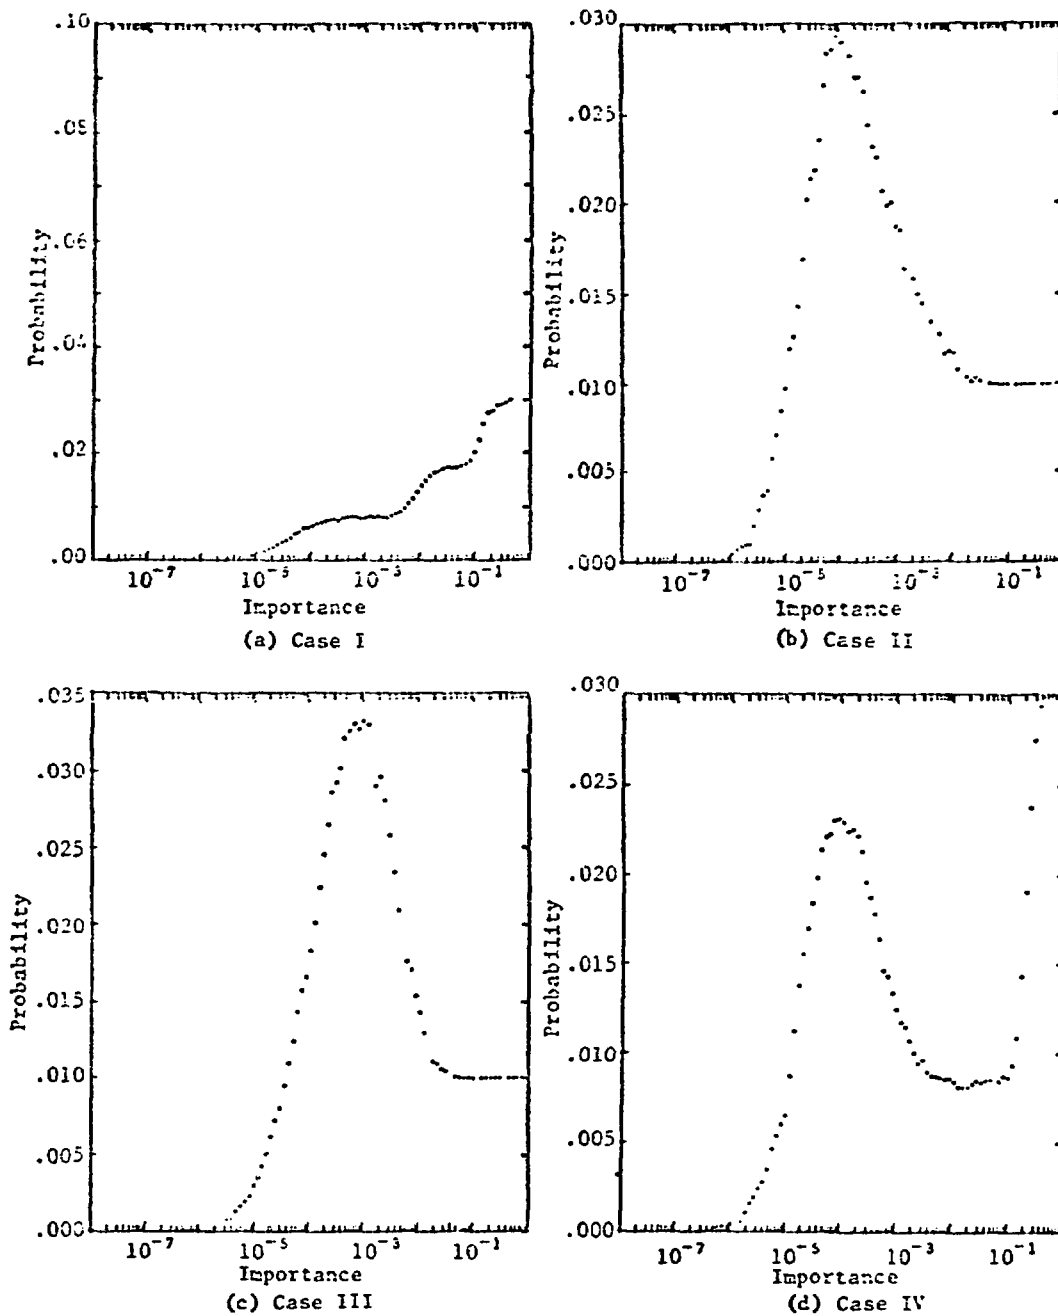 .10
.08
.06
.04
.02
.00
Probability
10-7 10-5 10-3 10-1
Importance
(a) Case I
.030
.025
.020
.015
.010
.005
.000
Probability
10-7 10-5 10-3 10-1
Importance
(b) Case II
.035
.030
.025
.020
.015
.010
.005
.000
Probability
10-7 10-5 10-3 10-1
Importance
(c) Case III
.030
.025
.020
.015
.010
.005
.000
Probability
10-7 10-5 10-3 10-1
Importance
(d) Case IV